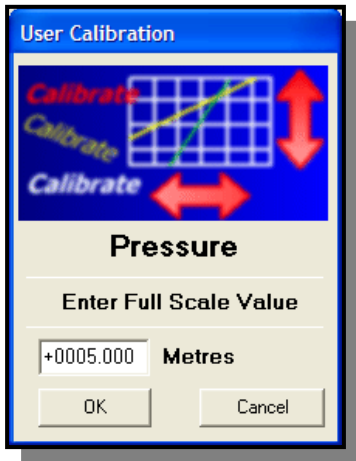 User Calibration
Calibrate
Calibrate
Calibrate
Pressure
Enter Full Scale Value
+0005.000 Metres
OK Cancel